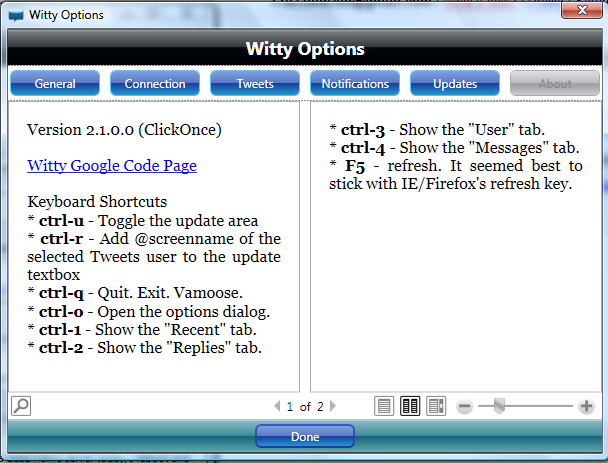 Witty Options
Witty Options
General Connection Tweets Notifications Updates About
Version 2.1.0.0 (ClickOnce)
Witty Google Code Page
Keyboard Shortcuts
* ctrl-u - Toggle the update area
* ctrl-r - Add @screenname of the
selected Tweets user to the update
textbox
* ctrl-q - Quit. Exit. Vamoose.
* ctrl-o - Open the options dialog.
* ctrl-1 - Show the "Recent" tab.
* ctrl-2 - Show the "Replies" tab.
* ctrl-3 - Show the "User" tab.
* ctrl-4 - Show the "Messages" tab.
* F5 - refresh. It seemed best to
stick with IE/Firefox's refresh key.
1 of 2
Done